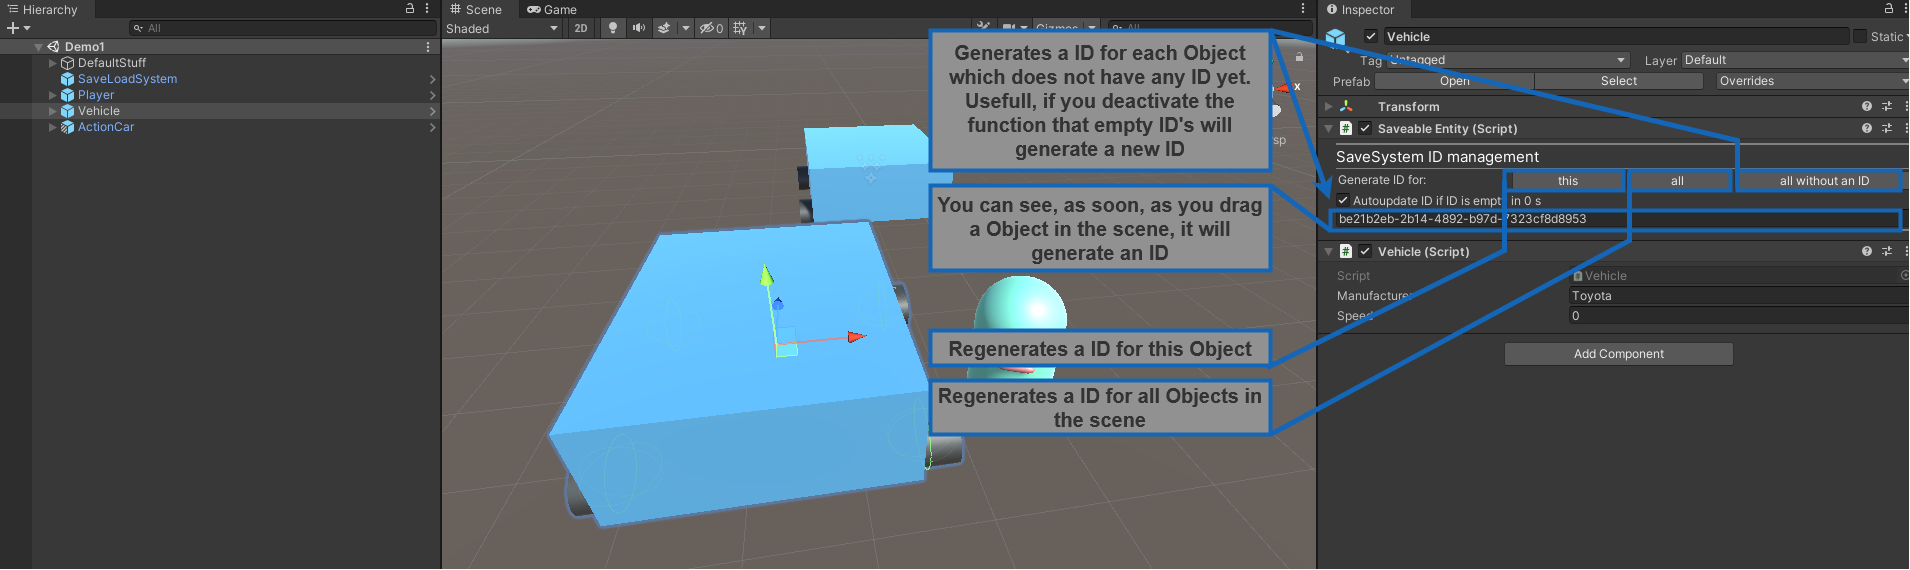 Hierarchy
All
Demo1
DefaultStuff
SaveLoadSystem
Player
Vehicle
ActionCar
Scene
Game
Shaded
2D
0
Gizmos
All
x
Generates a ID for each Object
which does not have any ID yet.
Usefull, if you deactivate the
function that empty ID's will
generate a new ID
You can see, as soon, as you drag
a Object in the scene, it will
generate an ID
Regenerates a ID for this Object
Regenerates a ID for all Objects in
the scene
Inspector
Vehicle
Static
Tag Untagged Layer Default
Prefab Open Select Overrides
Transform
Saveable Entity (Script)
SaveSystem ID management
Generate ID for: this all all without an ID
Autoupdate ID if ID is empty in 0 s
be21b2eb-2b14-4892-b97d-7323cf8d8953
Vehicle (Script)
Script Vehicle
Manufacturer Toyota
Speed 0
Add Component